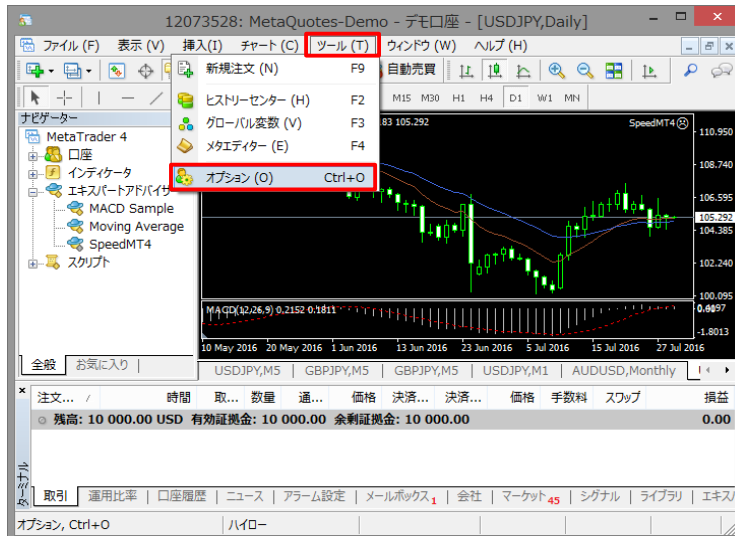 12073528: MetaQuotes-Demo - デモ口座 - [USDJPY,Daily]
ファイル (F) 表示 (V) 挿入(I) チャート (C) ツール (T) ウィンドウ (W) ヘルプ (H)
新規注文 (N) F9
ヒストリーセンター (H) F2
グローバル変数 (V) F3
メタエディター (E) F4
オプション (O) Ctrl+O
自動売買
M15 M30 H1 H4 D1 W1 MN
ナビゲーター
MetaTrader 4
口座
インディケータ
エキスパートアドバイザ
MACD Sample
Moving Average
SpeedMT4
スクリプト
全般 お気に入り
83 105.292
SpeedMT4
110.950
108.740
106.595
105.292
104.385
102.240
100.095
MACD(12,26,9) 0.2152 0.1811
-1.8013
10 May 2016 20 May 2016 1 Jun 2016 13 Jun 2016 23 Jun 2016 5 Jul 2016 15 Jul 2016 27 Jul 2016
USDJPY,M5 GBPJPY,M5 GBPJPY,M5 USDJPY,M1 AUDUSD,Monthly
注文... / 時間 取... 数量 通... 価格 決済... 決済... 価格 手数料 スワップ 損益
残高: 10 000.00 USD 有効証拠金: 10 000.00 余剰証拠金: 10 000.00 0.00
ターミナル
取引 運用比率 口座履歴 ニュース アラーム設定 メールボックス 1 会社 マーケット 45 シグナル ライブラリ エキス
オプション, Ctrl+O ハイロー